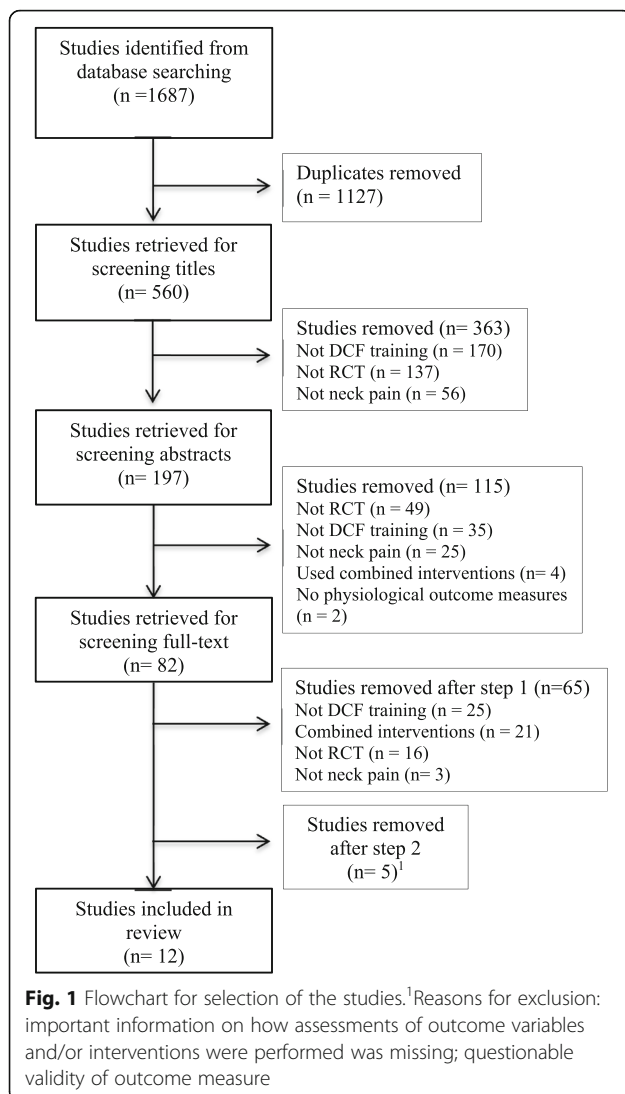 Studies identified from
database searching
(n =1687)
Duplicates removed
(n = 1127)
Studies retrieved for
screening titles
(n= 560)
Studies removed (n= 363)
Not DCF training (n = 170)
Not RCT (n = 137)
Not neck pain (n = 56)
Studies retrieved for
screening abstracts
(n= 197)
Studies removed (n= 115)
Not RCT (n = 49)
Not DCF training (n = 35)
Not neck pain (n = 25)
Used combined interventions (n= 4)
No physiological outcome measures
(n = 2)
Studies retrieved for
screening full-text
(n= 82)
Studies removed after step 1 (n=65)
Not DCF training (n = 25)
Combined interventions (n = 21)
Not RCT (n = 16)
Not neck pain (n= 3)
Studies removed
after step 2
(n= 5)¹
Studies included in
review
(n= 12)
Fig. 1 Flowchart for selection of the studies.¹Reasons for exclusion:
important information on how assessments of outcome variables
and/or interventions were performed was missing; questionable
validity of outcome measure